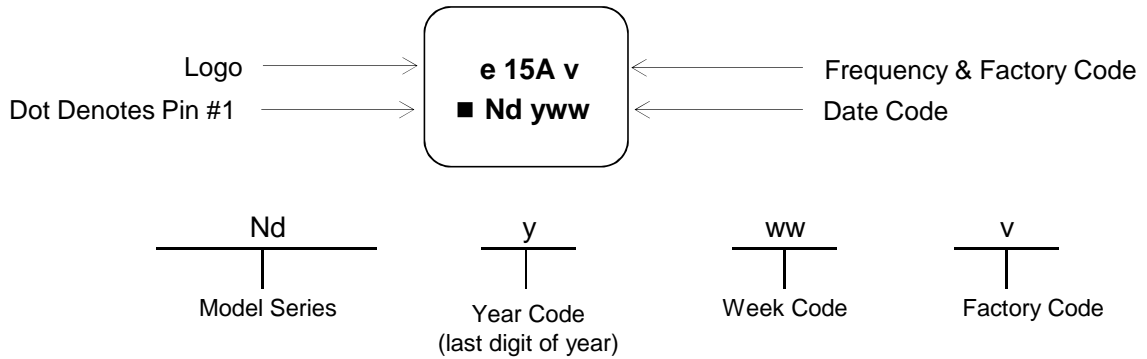 Logo
Dot Denotes Pin #1
e 15A v
■ Nd yww
Frequency & Factory Code
Date Code
Nd
Model Series
y
Year Code
(last digit of year)
ww
Week Code
v
Factory Code